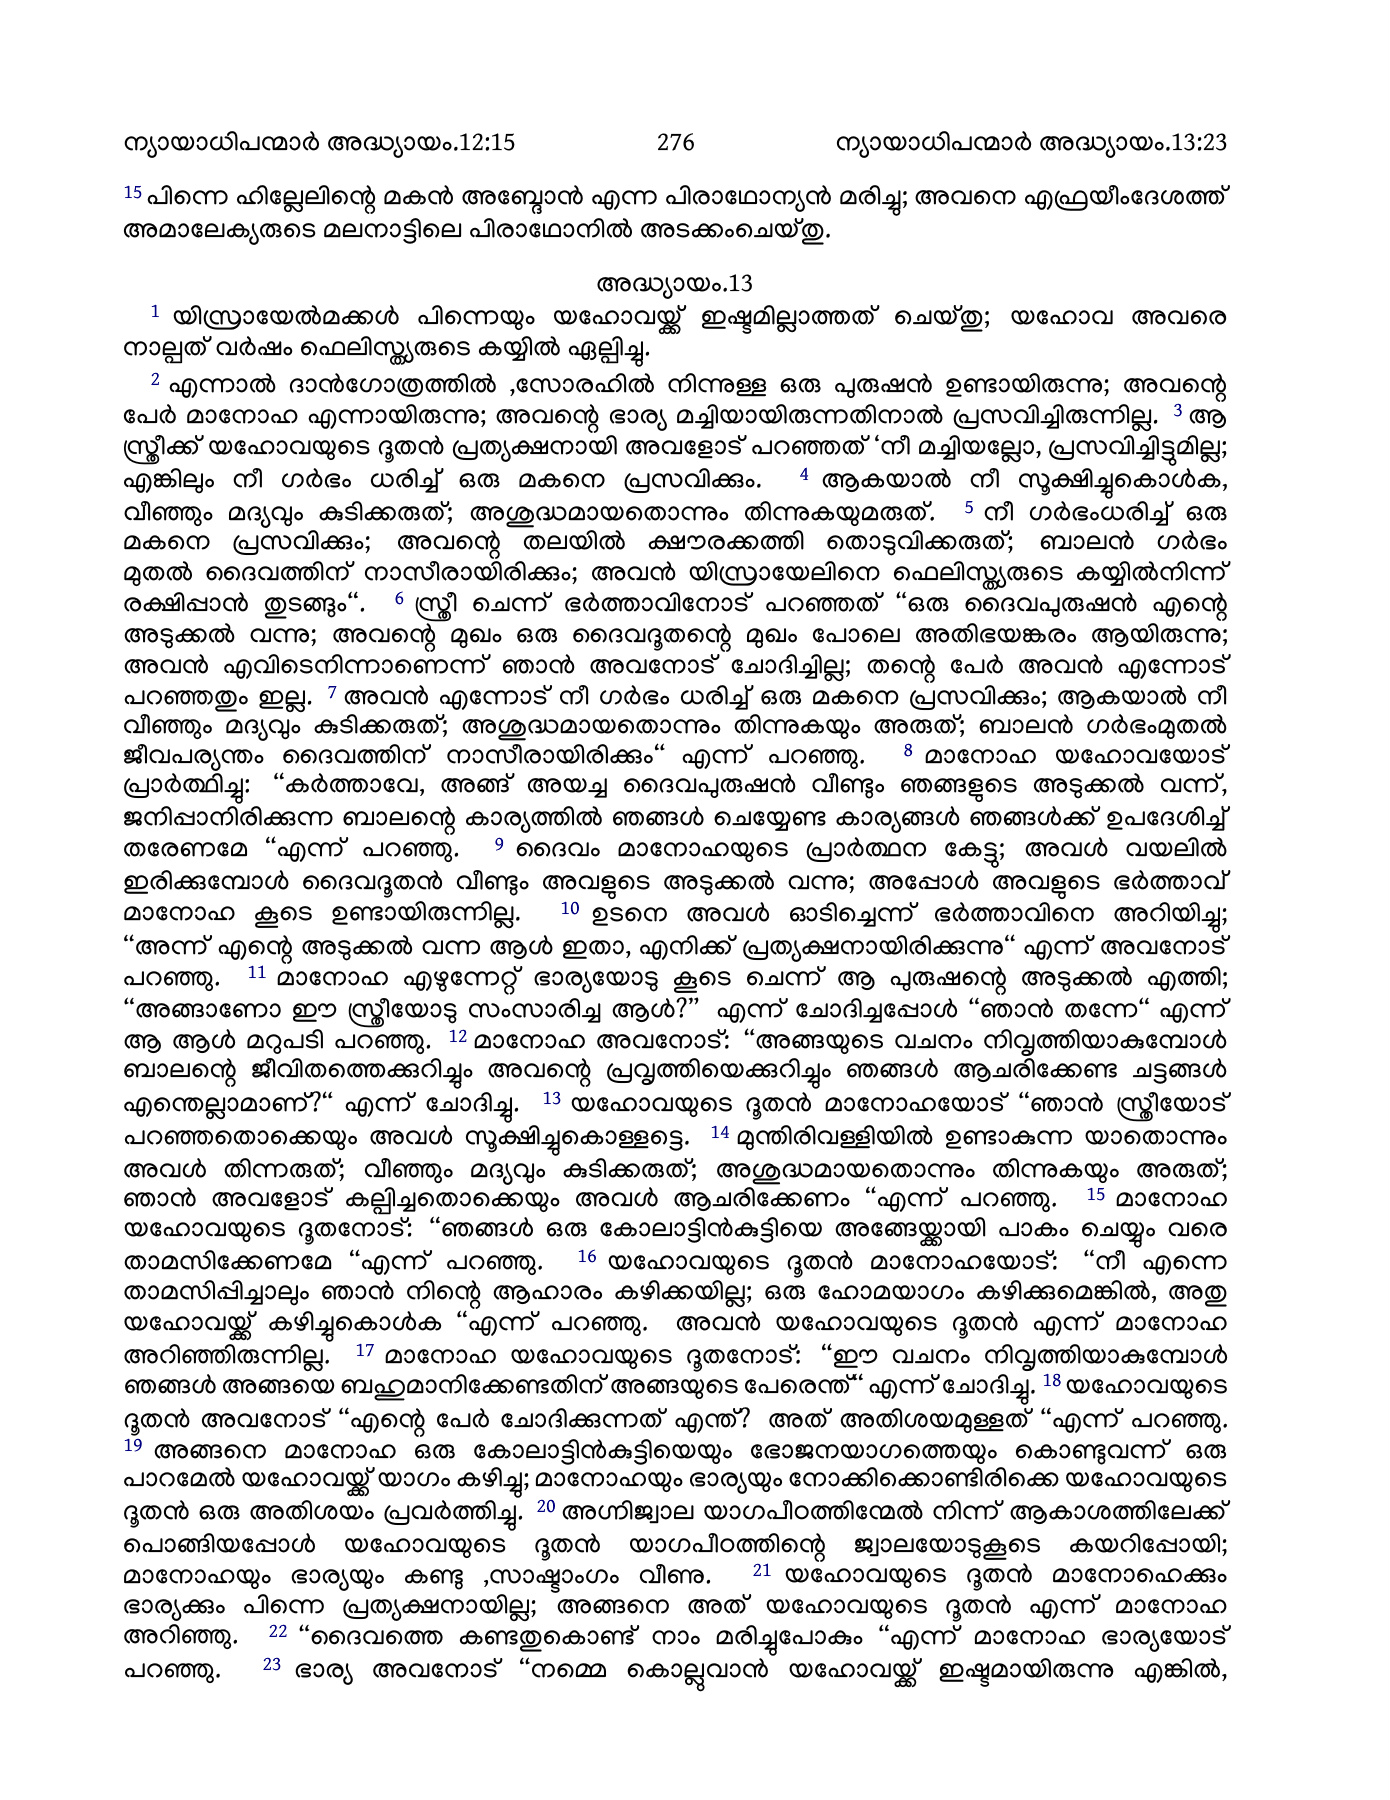 ന്യായാധിപന്മാർ അദ്ധ്യായം.12:15 276 ന്യായാധിപന്മാർ അദ്ധ്യായം.13:23
15 പിന്നെ ഹില്ലേലിന്റെ മകൻ അബ്ദോൻ എന്ന പിരാഥോന്യൻ മരിച്ചു; അവനെ എഫ്രയീംദേശത്ത്
അമാലേക്യരുടെ മലനാട്ടിലെ പിരാഥോനിൽ അടക്കംചെയ്തു.
അദ്ധ്യായം.13
1 യിസ്രായേൽമക്കൾ പിന്നെയും യഹോവയ്ക്ക് ഇഷ്ടമില്ലാത്തത് ചെയ്തു; യഹോവ അവരെ
നാല്പത് വർഷം ഫെലിസ്ത്യരുടെ കയ്യിൽ ഏല്പിച്ചു.
2 എന്നാൽ ദാൻഗോത്രത്തിൽ ,സോരഹിൽ നിന്നുള്ള ഒരു പുരുഷൻ ഉണ്ടായിരുന്നു; അവന്റെ
പേർ മാനോഹ എന്നായിരുന്നു; അവന്റെ ഭാര്യ മച്ചിയായിരുന്നതിനാൽ പ്രസവിച്ചിരുന്നില്ല. 3 ആ
സ്ത്രീക്ക് യഹോവയുടെ ദൂതൻ പ്രത്യക്ഷനായി അവളോട് പറഞ്ഞത് ‘നീ മച്ചിയല്ലോ, പ്രസവിച്ചിട്ടുമില്ല;
എങ്കിലും നീ ഗർഭം ധരിച്ച് ഒരു മകനെ പ്രസവിക്കും. 4 ആകയാൽ നീ സൂക്ഷിച്ചുകൊൾക,
വീഞ്ഞും മദ്യവും കുടിക്കരുത്; അശുദ്ധമായതൊന്നും തിന്നുകയുമരുത്. 5 നീ ഗർഭംധരിച്ച് ഒരു
മകനെ പ്രസവിക്കും; അവന്റെ തലയിൽ ക്ഷൗരക്കത്തി തൊടുവിക്കരുത്; ബാലൻ ഗർഭം
മുതൽ ദൈവത്തിന് നാസീരായിരിക്കും; അവൻ യിസ്രായേലിനെ ഫെലിസ്ത്യരുടെ കയ്യിൽനിന്ന്
രക്ഷിപ്പാൻ തുടങ്ങും“. 6 സ്ത്രീ ചെന്ന് ഭർത്താവിനോട് പറഞ്ഞത് “ഒരു ദൈവപുരുഷൻ എന്റെ
അടുക്കൽ വന്നു; അവന്റെ മുഖം ഒരു ദൈവദൂതന്റെ മുഖം പോലെ അതിഭയങ്കരം ആയിരുന്നു;
അവൻ എവിടെനിന്നാണെന്ന് ഞാൻ അവനോട് ചോദിച്ചില്ല; തന്റെ പേർ അവൻ എന്നോട്
പറഞ്ഞതും ഇല്ല. 7 അവൻ എന്നോട് നീ ഗർഭം ധരിച്ച് ഒരു മകനെ പ്രസവിക്കും; ആകയാൽ നീ
വീഞ്ഞും മദ്യവും കുടിക്കരുത്; അശുദ്ധമായതൊന്നും തിന്നുകയും അരുത്; ബാലൻ ഗർഭംമുതൽ
ജീവപര്യന്തം ദൈവത്തിന് നാസീരായിരിക്കും“ എന്ന് പറഞ്ഞു. 8 മാനോഹ യഹോവയോട്
പ്രാർത്ഥിച്ചു: “കർത്താവേ, അങ്ങ് അയച്ച ദൈവപുരുഷൻ വീണ്ടും ഞങ്ങളുടെ അടുക്കൽ വന്ന്,
ജനിപ്പാനിരിക്കുന്ന ബാലന്റെ കാര്യത്തിൽ ഞങ്ങൾ ചെയ്യേണ്ട കാര്യങ്ങൾ ഞങ്ങൾക്ക് ഉപദേശിച്ച്
തരേണമേ “എന്ന് പറഞ്ഞു. 9 ദൈവം മാനോഹയുടെ പ്രാർത്ഥന കേട്ടു; അവൾ വയലിൽ
ഇരിക്കുമ്പോൾ ദൈവദൂതൻ വീണ്ടും അവളുടെ അടുക്കൽ വന്നു; അപ്പോൾ അവളുടെ ഭർത്താവ്
മാനോഹ കൂടെ ഉണ്ടായിരുന്നില്ല. 10 ഉടനെ അവൾ ഓടിച്ചെന്ന് ഭർത്താവിനെ അറിയിച്ചു;
“അന്ന് എന്റെ അടുക്കൽ വന്ന ആൾ ഇതാ, എനിക്ക് പ്രത്യക്ഷനായിരിക്കുന്നു“ എന്ന് അവനോട്
പറഞ്ഞു. 11 മാനോഹ എഴുന്നേറ്റ് ഭാര്യയോടു കൂടെ ചെന്ന് ആ പുരുഷന്റെ അടുക്കൽ എത്തി;
“അങ്ങാണോ ഈ സ്ത്രീയോടു സംസാരിച്ച ആൾ?” എന്ന് ചോദിച്ചപ്പോൾ “ഞാൻ തന്നേ“ എന്ന്
ആ ആൾ മറുപടി പറഞ്ഞു. 12 മാനോഹ അവനോട്: “അങ്ങയുടെ വചനം നിവൃത്തിയാകുമ്പോൾ
ബാലന്റെ ജീവിതത്തെക്കുറിച്ചും അവന്റെ പ്രവൃത്തിയെക്കുറിച്ചും ഞങ്ങൾ ആചരിക്കേണ്ട ചട്ടങ്ങൾ
എന്തെല്ലാമാണ്?“ എന്ന് ചോദിച്ചു. 13 യഹോവയുടെ ദൂതൻ മാനോഹയോട് “ഞാൻ സ്ത്രീയോട്
പറഞ്ഞതൊക്കെയും അവൾ സൂക്ഷിച്ചുകൊള്ളട്ടെ. 14 മുന്തിരിവള്ളിയിൽ ഉണ്ടാകുന്ന യാതൊന്നും
അവൾ തിന്നരുത്; വീഞ്ഞും മദ്യവും കുടിക്കരുത്; അശുദ്ധമായതൊന്നും തിന്നുകയും അരുത്;
ഞാൻ അവളോട് കല്പിച്ചതൊക്കെയും അവൾ ആചരിക്കേണം “എന്ന് പറഞ്ഞു. 15 മാനോഹ
യഹോവയുടെ ദൂതനോട്: “ഞങ്ങൾ ഒരു കോലാട്ടിൻകുട്ടിയെ അങ്ങേയ്ക്കായി പാകം ചെയ്യും വരെ
താമസിക്കേണമേ “എന്ന് പറഞ്ഞു. 16 യഹോവയുടെ ദൂതൻ മാനോഹയോട്: “നീ എന്നെ
താമസിപ്പിച്ചാലും ഞാൻ നിന്റെ ആഹാരം കഴിക്കയില്ല; ഒരു ഹോമയാഗം കഴിക്കുമെങ്കിൽ, അതു
യഹോവയ്ക്ക് കഴിച്ചുകൊൾക “എന്ന് പറഞ്ഞു. അവൻ യഹോവയുടെ ദൂതൻ എന്ന് മാനോഹ
അറിഞ്ഞിരുന്നില്ല. 17 മാനോഹ യഹോവയുടെ ദൂതനോട്: “ഈ വചനം നിവൃത്തിയാകുമ്പോൾ
ഞങ്ങൾ അങ്ങയെ ബഹുമാനിക്കേണ്ടതിന് അങ്ങയുടെ പേരെന്ത്“ എന്ന് ചോദിച്ചു. 18 യഹോവയുടെ
ദൂതൻ അവനോട് “എന്റെ പേർ ചോദിക്കുന്നത് എന്ത്? അത് അതിശയമുള്ളത് “എന്ന് പറഞ്ഞു.
19 അങ്ങനെ മാനോഹ ഒരു കോലാട്ടിൻകുട്ടിയെയും ഭോജനയാഗത്തെയും കൊണ്ടുവന്ന് ഒരു
പാറമേൽ യഹോവയ്ക്ക് യാഗം കഴിച്ചു; മാനോഹയും ഭാര്യയും നോക്കിക്കൊണ്ടിരിക്കെ യഹോവയുടെ
ദൂതൻ ഒരു അതിശയം പ്രവർത്തിച്ചു. 20 അഗ്നിജ്വാല യാഗപീഠത്തിന്മേൽ നിന്ന് ആകാശത്തിലേക്ക്
പൊങ്ങിയപ്പോൾ യഹോവയുടെ ദൂതൻ യാഗപീഠത്തിന്റെ ജ്വാലയോടുകൂടെ കയറിപ്പോയി;
മാനോഹയും ഭാര്യയും കണ്ടു ,സാഷ്ടാംഗം വീണു. 21 യഹോവയുടെ ദൂതൻ മാനോഹെക്കും
ഭാര്യക്കും പിന്നെ പ്രത്യക്ഷനായില്ല; അങ്ങനെ അത് യഹോവയുടെ ദൂതൻ എന്ന് മാനോഹ
അറിഞ്ഞു. 22 “ദൈവത്തെ കണ്ടതുകൊണ്ട് നാം മരിച്ചുപോകും “എന്ന് മാനോഹ ഭാര്യയോട്
പറഞ്ഞു. 23 ഭാര്യ അവനോട് “നമ്മെ കൊല്ലുവാൻ യഹോവയ്ക്ക് ഇഷ്ടമായിരുന്നു എങ്കിൽ,